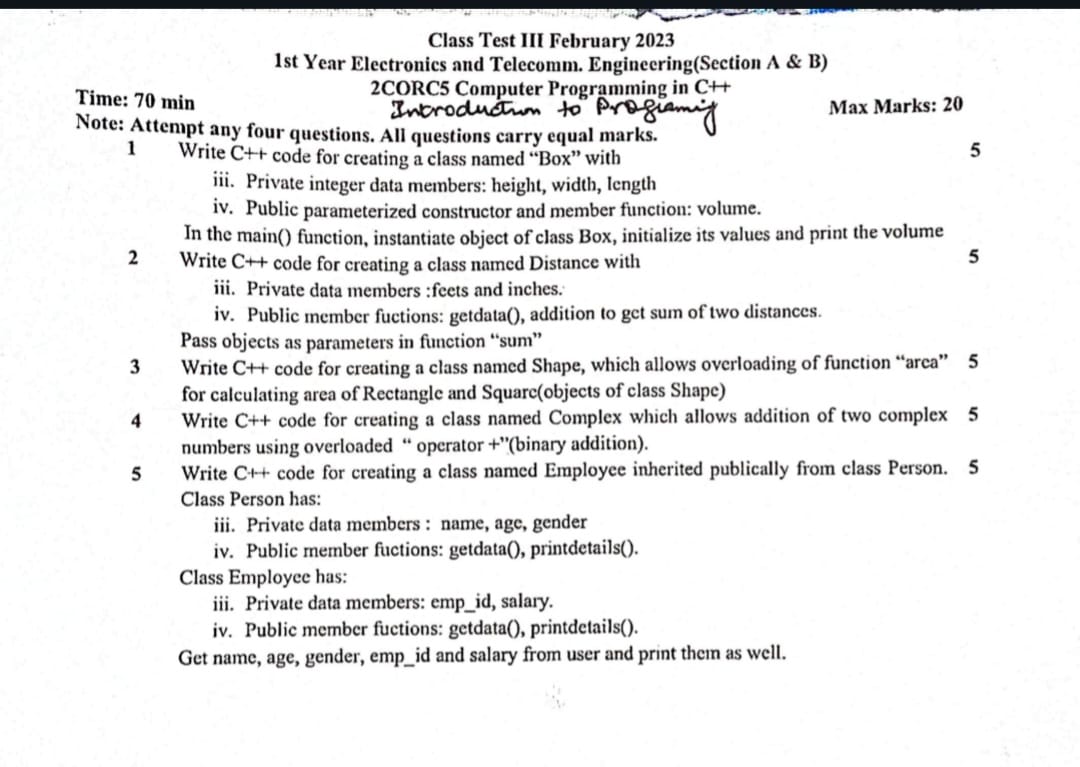 Class Test III February 2023
1st Year Electronics and Telecomm. Engineering(Section A & B)
2CORC5 Computer Programming in C++
Time: 70 min
Introduction to Programing
Max Marks: 20
Note: Attempt any four questions. All questions carry equal marks.
1 Write C++ code for creating a class named “Box” with 5
iii. Private integer data members: height, width, length
iv. Public parameterized constructor and member function: volume.
In the main() function, instantiate object of class Box, initialize its values and print the volume
2 Write C++ code for creating a class named Distance with 5
iii. Private data members :feets and inches.
iv. Public member fuctions: getdata(), addition to get sum of two distances.
Pass objects as parameters in function “sum”
3 Write C++ code for creating a class named Shape, which allows overloading of function “area” 5
for calculating area of Rectangle and Square(objects of class Shape)
4 Write C++ code for creating a class named Complex which allows addition of two complex 5
numbers using overloaded “ operator +”(binary addition).
5 Write C++ code for creating a class named Employee inherited publically from class Person. 5
Class Person has:
iii. Private data members : name, age, gender
iv. Public member fuctions: getdata(), printdetails().
Class Employee has:
iii. Private data members: emp_id, salary.
iv. Public member fuctions: getdata(), printdetails().
Get name, age, gender, emp_id and salary from user and print them as well.